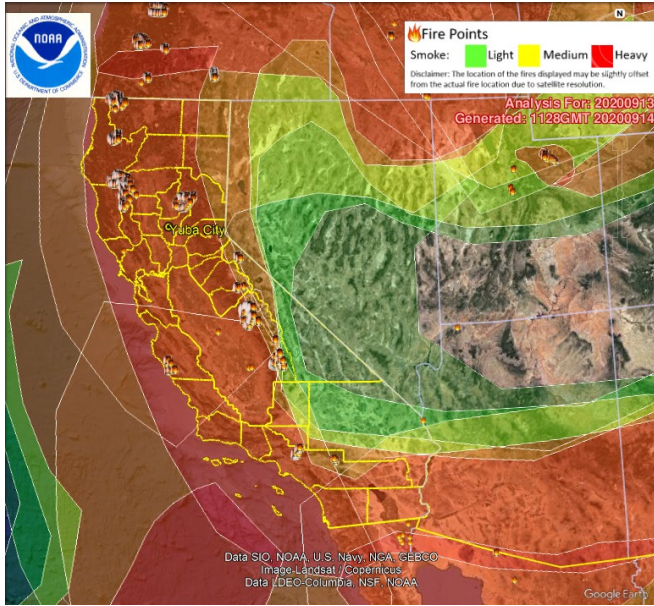 NATIONAL OCEANIC AND ATMOSPHERIC ADMINISTRATION
NOAA
U.S. DEPARTMENT OF COMMERCE
N
Fire Points
Smoke: Light Medium Heavy
Disclaimer: The location of the fires displayed may be slightly offset
from the actual fire location due to satellite resolution.
Analysis For: 20200913
Generated: 1128GMT 20200914
Yuba City
Data SIO, NOAA, U.S. Navy, NGA, GEBCO
Image Landsat / Copernicus
Data LDEO-Columbia, NSF, NOAA
Google Earth